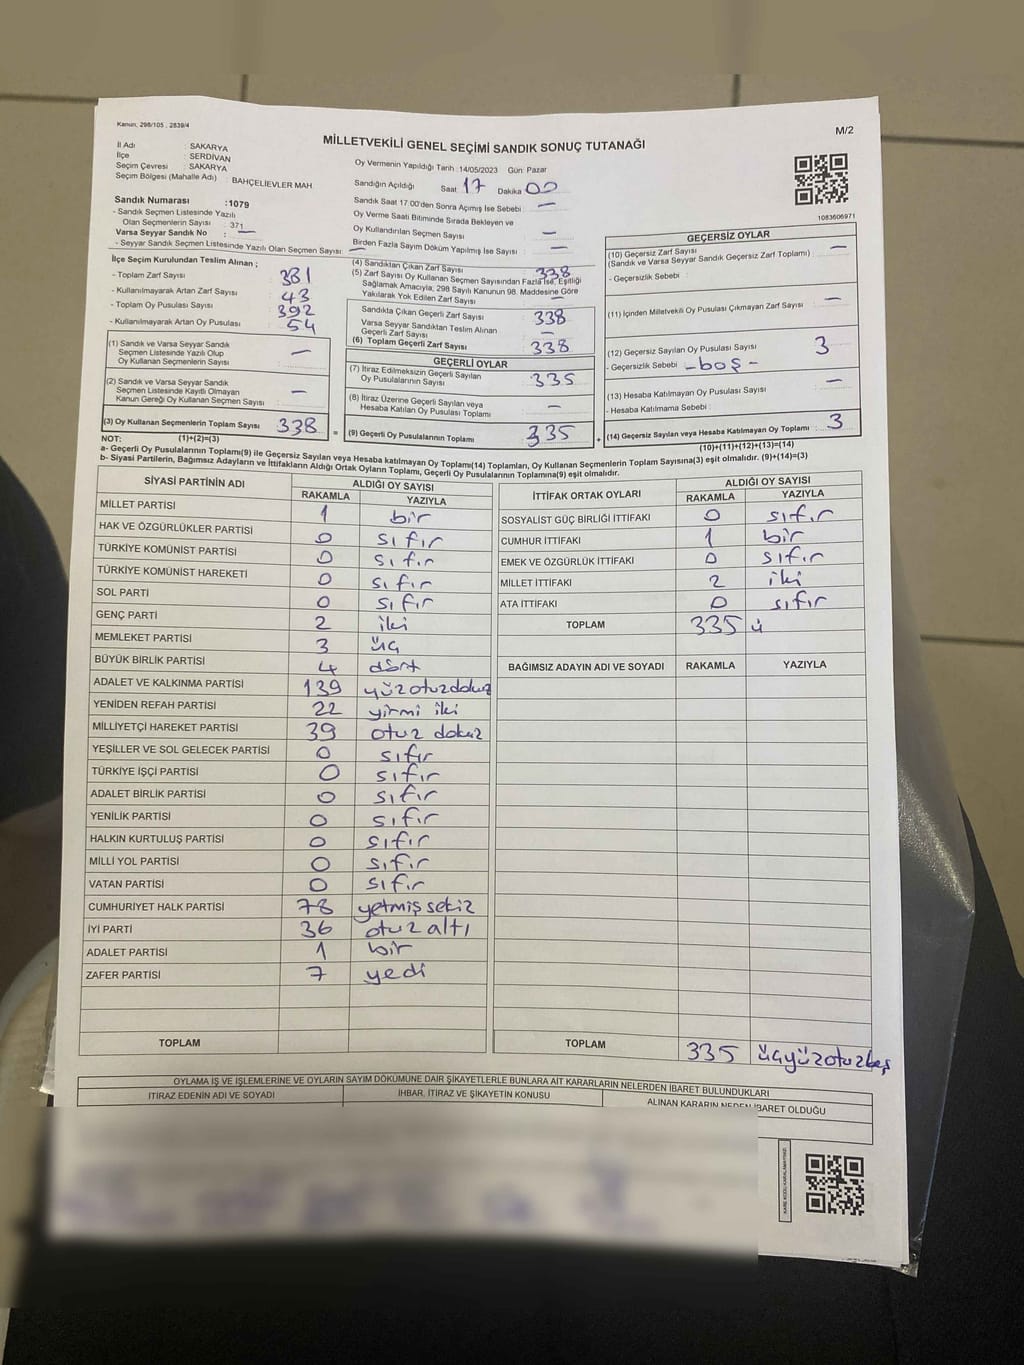 Kanun, 298/105 , 2839/4
M/2
MİLLETVEKİLİ GENEL SEÇİMİ SANDIK SONUÇ TUTANAĞI
İl Adı : SAKARYA
İlçe : SERDİVAN
Seçim Çevresi : SAKARYA
Seçim Bölgesi (Mahalle Adı) : BAHÇELİEVLER MAH
Oy Vermenin Yapıldığı Tarih :14/05/2023 Gün: Pazar
Sandığın Açıldığı Saat 17 Dakika 00
Sandık Saat 17.00'den Sonra Açımış İse Sebebi : —
Oy Verme Saati Bitiminde Sırada Bekleyen ve
Oy Kullandırılan Seçmen Sayısı : —
Birden Fazla Sayım Döküm Yapılmış İse Sayısı : —
1083606971
Sandık Numarası :1079
- Sandık Seçmen Listesinde Yazılı
Olan Seçmenlerin Sayısı : 371
Varsa Seyyar Sandık No : —
- Seyyar Sandık Seçmen Listesinde Yazılı Olan Seçmen Sayısı : —
İlçe Seçim Kurulundan Teslim Alınan ;
- Toplam Zarf Sayısı : 381
- Kullanılmayarak Artan Zarf Sayısı : 43
- Toplam Oy Pusulası Sayısı : 392
- Kullanılmayarak Artan Oy Pusulası : 54
(1) Sandık ve Varsa Seyyar Sandık
Seçmen Listesinde Yazılı Olup
Oy Kullanan Seçmenlerin Sayısı : —
(2) Sandık ve Varsa Seyyar Sandık
Seçmen Listesinde Kayıtlı Olmayan
Kanun Gereği Oy Kullanan Seçmen Sayısı : —
(3) Oy Kullanan Seçmenlerin Toplam Sayısı : 338
(4) Sandıktan Çıkan Zarf Sayısı : 338
(5) Zarf Sayısı Oy Kullanan Seçmen Sayısından Fazla İse, Eşitliği
Sağlamak Amacıyla, 298 Sayılı Kanunun 98. Maddesine Göre
Yakılarak Yok Edilen Zarf Sayısı : —
Sandıkta Çıkan Geçerli Zarf Sayısı : 338
Varsa Seyyar Sandıktan Teslim Alınan
Geçerli Zarf Sayısı : —
(6) Toplam Geçerli Zarf Sayısı : 338
GEÇERLİ OYLAR
(7) İtiraz Edilmeksizin Geçerli Sayılan
Oy Pusulalarının Sayısı : 335
(8) İtiraz Üzerine Geçerli Sayılan veya
Hesaba Katılan Oy Pusulası Toplamı : —
= (9) Geçerli Oy Pusulalarının Toplamı : 335 +
GEÇERSİZ OYLAR
(10) Geçersiz Zarf Sayısı
(Sandık ve Varsa Seyyar Sandık Geçersiz Zarf Toplamı) : —
- Geçersizlik Sebebi :
(11) İçinden Milletvekili Oy Pusulası Çıkmayan Zarf Sayısı : —
(12) Geçersiz Sayılan Oy Pusulası Sayısı : 3
- Geçersizlik Sebebi : -boş-
(13) Hesaba Katılmayan Oy Pusulası Sayısı : —
- Hesaba Katılmama Sebebi :
(14) Geçersiz Sayılan veya Hesaba Katılmayan Oy Toplamı : 3
NOT: (1)+(2)=(3)
(10)+(11)+(12)+(13)=(14)
a- Geçerli Oy Pusulalarının Toplamı(9) ile Geçersiz Sayılan veya Hesaba katılmayan Oy Toplamı(14) Toplamları, Oy Kullanan Seçmenlerin Toplam Sayısına(3) eşit olmalıdır. (9)+(14)=(3)
b- Siyasi Partilerin, Bağımsız Adayların ve İttifakların Aldığı Ortak Oyların Toplamı, Geçerli Oy Pusulalarının Toplamına(9) eşit olmalıdır.
SİYASİ PARTİNİN ADI ALDIĞI OY SAYISI
RAKAMLA YAZIYLA
MİLLET PARTİSİ 1 bir
HAK VE ÖZGÜRLÜKLER PARTİSİ 0 sıfır
TÜRKİYE KOMÜNİST PARTİSİ 0 sıfır
TÜRKİYE KOMÜNİST HAREKETİ 0 sıfır
SOL PARTİ 0 sıfır
GENÇ PARTİ 2 iki
MEMLEKET PARTİSİ 3 üç
BÜYÜK BİRLİK PARTİSİ 4 dört
ADALET VE KALKINMA PARTİSİ 139 yüzotuzdokuz
YENİDEN REFAH PARTİSİ 22 yirmi iki
MİLLİYETÇİ HAREKET PARTİSİ 39 otuz dokuz
YEŞİLLER VE SOL GELECEK PARTİSİ 0 sıfır
TÜRKİYE İŞÇİ PARTİSİ 0 sıfır
ADALET BİRLİK PARTİSİ 0 sıfır
YENİLİK PARTİSİ 0 sıfır
HALKIN KURTULUŞ PARTİSİ 0 sıfır
MİLLİ YOL PARTİSİ 0 sıfır
VATAN PARTİSİ 0 sıfır
CUMHURİYET HALK PARTİSİ 78 yetmiş sekiz
İYİ PARTİ 36 otuz altı
ADALET PARTİSİ 1 bir
ZAFER PARTİSİ 7 yedi
TOPLAM
İTTİFAK ORTAK OYLARI ALDIĞI OY SAYISI
RAKAMLA YAZIYLA
SOSYALİST GÜÇ BİRLİĞİ İTTİFAKI 0 sıfır
CUMHUR İTTİFAKI 1 bir
EMEK VE ÖZGÜRLÜK İTTİFAKI 0 sıfır
MİLLET İTTİFAKI 2 iki
ATA İTTİFAKI 0 sıfır
TOPLAM 335 ü
BAĞIMSIZ ADAYIN ADI VE SOYADI RAKAMLA YAZIYLA
TOPLAM 335 üçyüzotuzbeş
OYLAMA İŞ VE İŞLEMLERİNE VE OYLARIN SAYIM DÖKÜMÜNE DAİR ŞİKAYETLERLE BUNLARA AİT KARARLARIN NELERDEN İBARET BULUNDUKLARI
İTİRAZ EDENİN ADI VE SOYADI İHBAR, İTİRAZ VE ŞİKAYETİN KONUSU ALINAN KARARIN NEDEN İBARET OLDUĞU